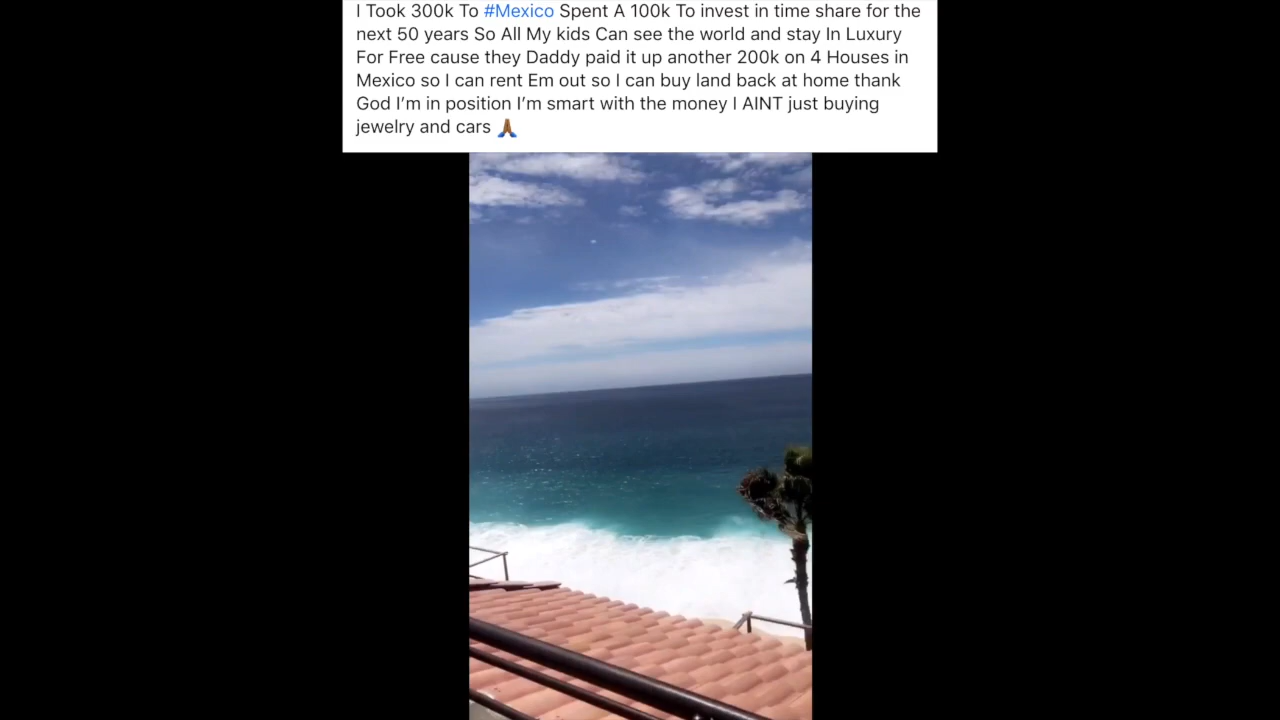 I Took 300k To #Mexico Spent A 100k To invest in time share for the
next 50 years So All My kids Can see the world and stay In Luxury
For Free cause they Daddy paid it up another 200k on 4 Houses in
Mexico so I can rent Em out so I can buy land back at home thank
God I’m in position I’m smart with the money I AINT just buying
jewelry and cars 🙏🏾